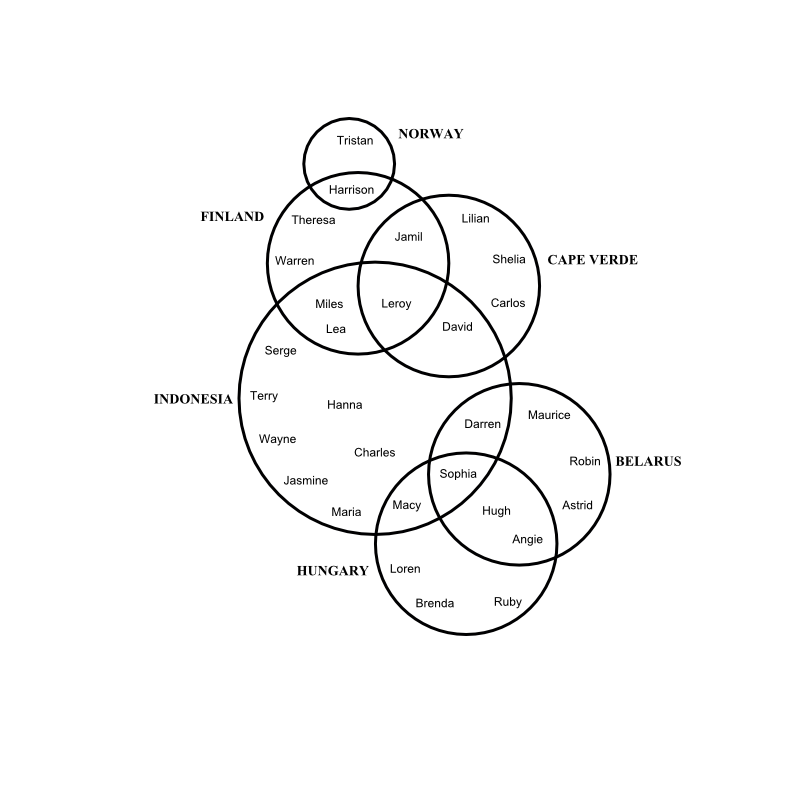 NORWAY
Tristan
Harrison
FINLAND
Theresa
Lilian
Jamil
Warren
Shelia
CAPE VERDE
Miles
Leroy
Carlos
Lea
David
Serge
INDONESIA
Terry
Hanna
Maurice
Darren
Wayne
Charles
Robin
BELARUS
Jasmine
Sophia
Maria
Macy
Hugh
Astrid
Angie
HUNGARY
Loren
Brenda
Ruby